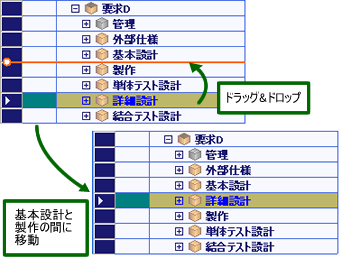 要求D
管理
外部仕様
基本設計
製作
単体テスト設計
詳細設計
結合テスト設計
ドラッグ&ドロップ
要求D
管理
外部仕様
基本設計
詳細設計
製作
単体テスト設計
結合テスト設計
基本設計と
製作の間に
移動